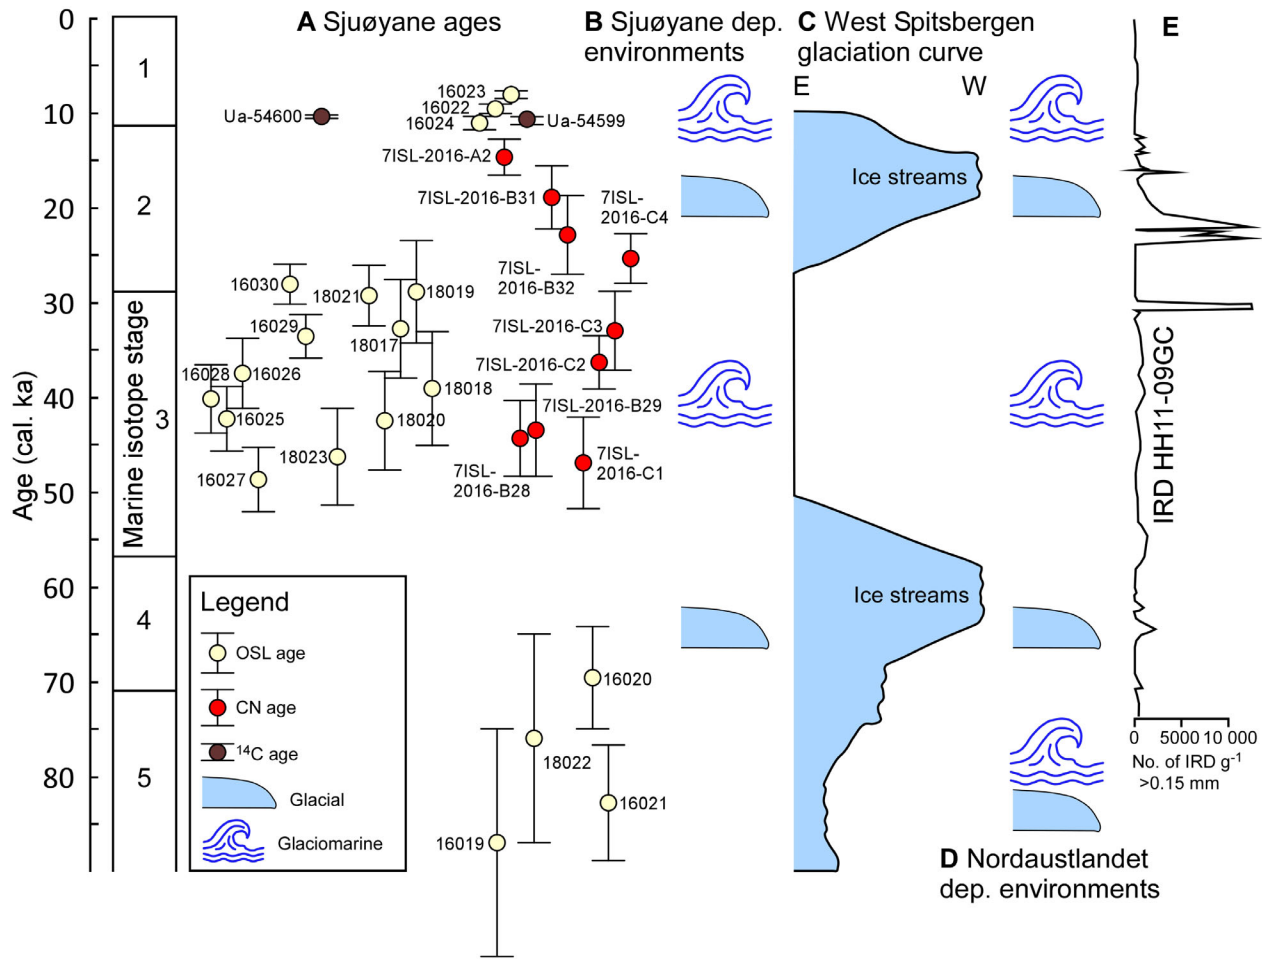 A Sjuøyane ages
B Sjuøyane dep.
environments
C West Spitsbergen
glaciation curve
E
E
W
0
10
20
30
40
50
60
70
80
Age (cal. ka)
1
2
3
4
5
Marine isotope stage
16023
16022
16024
Ua-54600
Ua-54599
7ISL-2016-A2
7ISL-2016-B31
7ISL-
2016-C4
7ISL-
2016-B32
16030
18021
18019
16029
18017
7ISL-2016-C3
7ISL-2016-C2
16028
16026
18018
7ISL-2016-B29
16025
18020
18023
16027
7ISL-
2016-B28
7ISL-
2016-C1
16020
18022
16021
16019
Ice streams
Ice streams
IRD HH11-09GC
Legend
OSL age
CN age
14C age
Glacial
Glaciomarine
0
5000
10 000
No. of IRD g-1
>0.15 mm
D Nordaustlandet
dep. environments